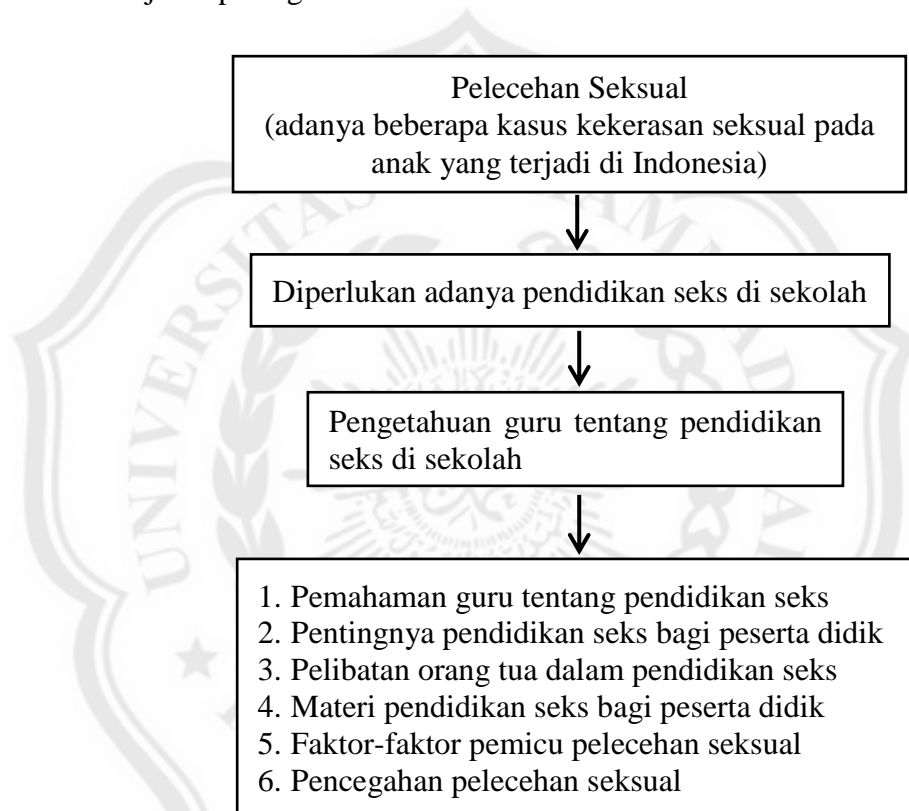 Pelecehan Seksual
(adanya beberapa kasus kekerasan seksual pada
anak yang terjadi di Indonesia)
Diperlukan adanya pendidikan seks di sekolah
Pengetahuan guru tentang pendidikan
seks di sekolah
1. Pemahaman guru tentang pendidikan seks
2. Pentingnya pendidikan seks bagi peserta didik
3. Pelibatan orang tua dalam pendidikan seks
4. Materi pendidikan seks bagi peserta didik
5. Faktor-faktor pemicu pelecehan seksual
6. Pencegahan pelecehan seksual